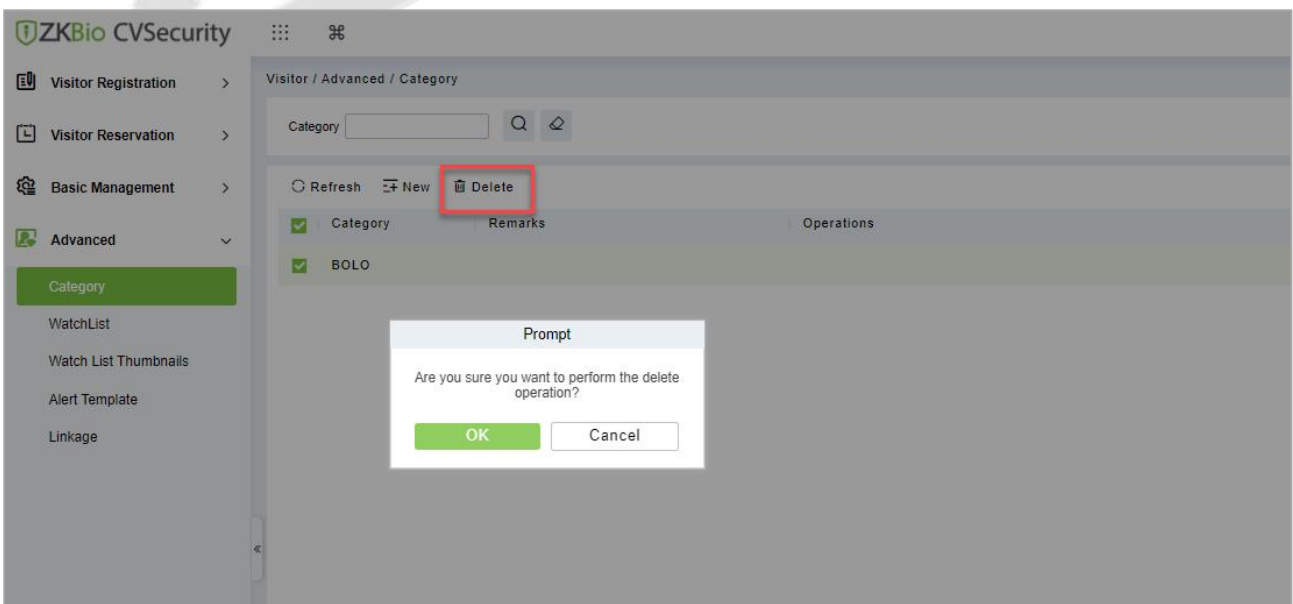 ZKBio CVSecurity
Visitor Registration
Visitor Reservation
Basic Management
Advanced
Category
WatchList
Watch List Thumbnails
Alert Template
Linkage
Visitor / Advanced / Category
Category
Refresh New Delete
Category Remarks Operations
BOLO
Prompt
Are you sure you want to perform the delete
operation?
OK Cancel